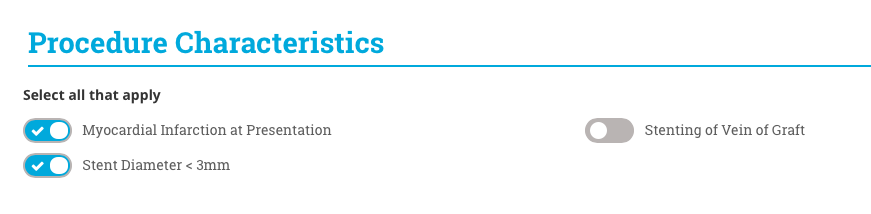 Procedure Characteristics
Select all that apply
Myocardial Infarction at Presentation
Stenting of Vein of Graft
Stent Diameter < 3mm